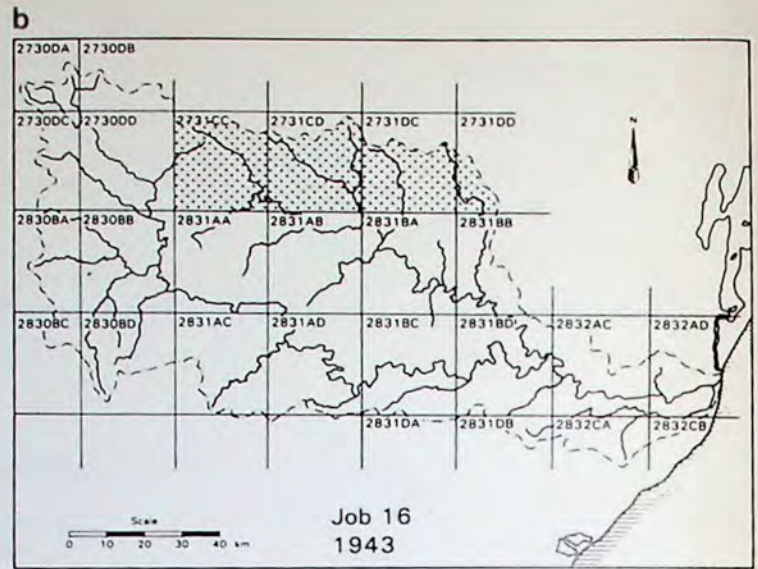 b
2730DA 2730DB
2730DC 2730DD 2731CC 2731CD 2731DC 2731DD
N
2830BA 2830BB 2831AA 2831AB 2831BA 2831BB
2830BC 2830BD 2831AC 2831AD 2831BC 2831BD 2832AC 2832AD
2831DA 2831DB 2832CA 2832CB
Scale
0 10 20 30 40 km
Job 16
1943